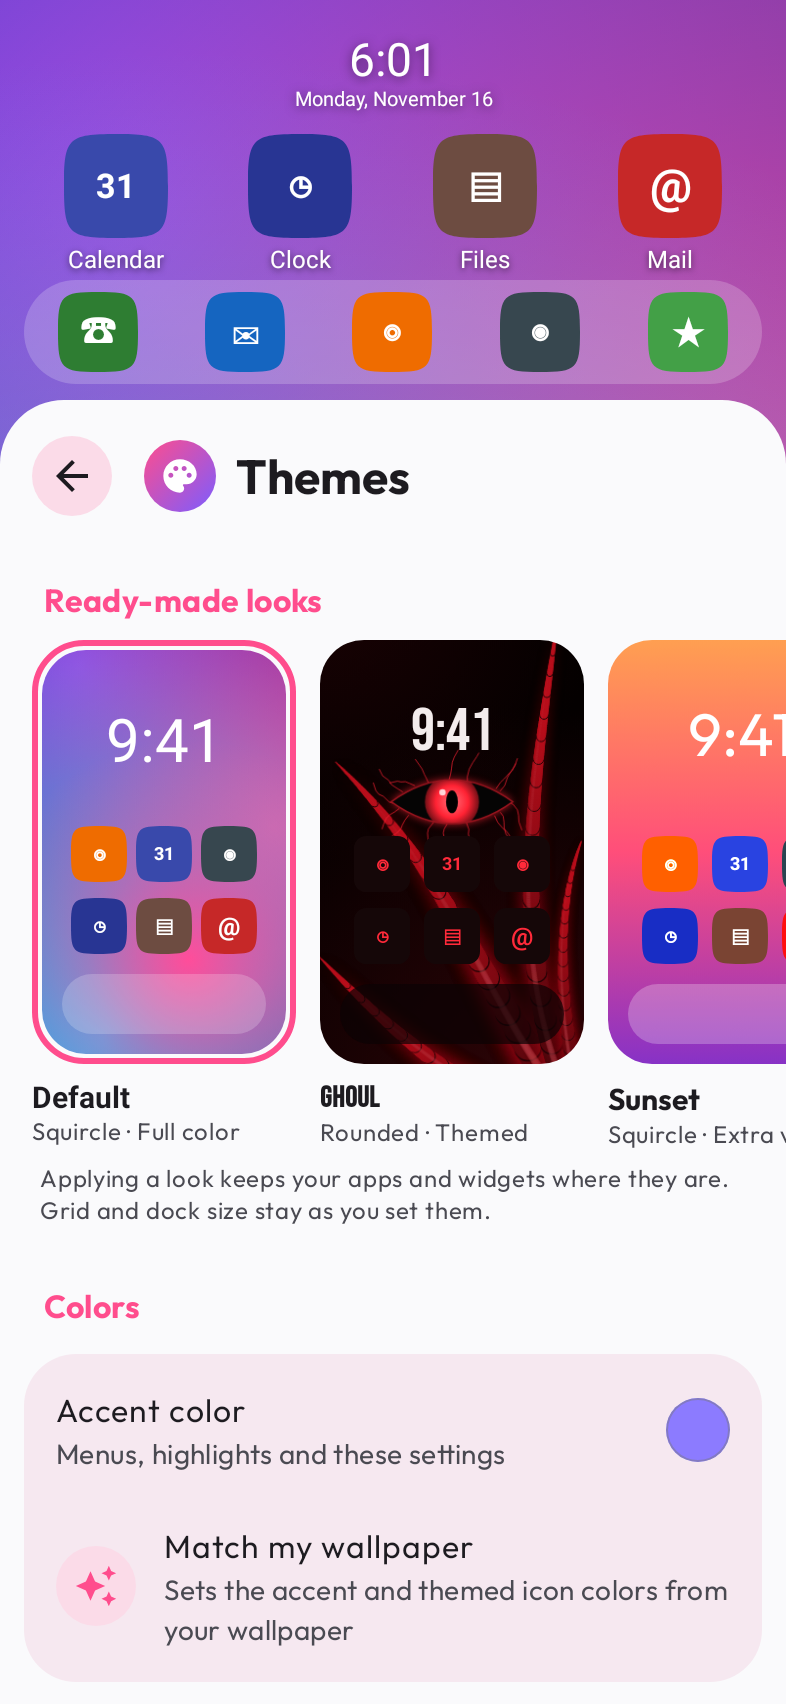 6:01
Monday, November 16
31
@
Calendar
Clock
Files
Mail
Themes
Ready-made looks
9:41
31
@
9:41
31
@
9:41
31
Default
Squircle · Full color
GHOUL
Rounded · Themed
Sunset
Squircle · Extra
Applying a look keeps your apps and widgets where they are.
Grid and dock size stay as you set them.
Colors
Accent color
Menus, highlights and these settings
Match my wallpaper
Sets the accent and themed icon colors from
your wallpaper